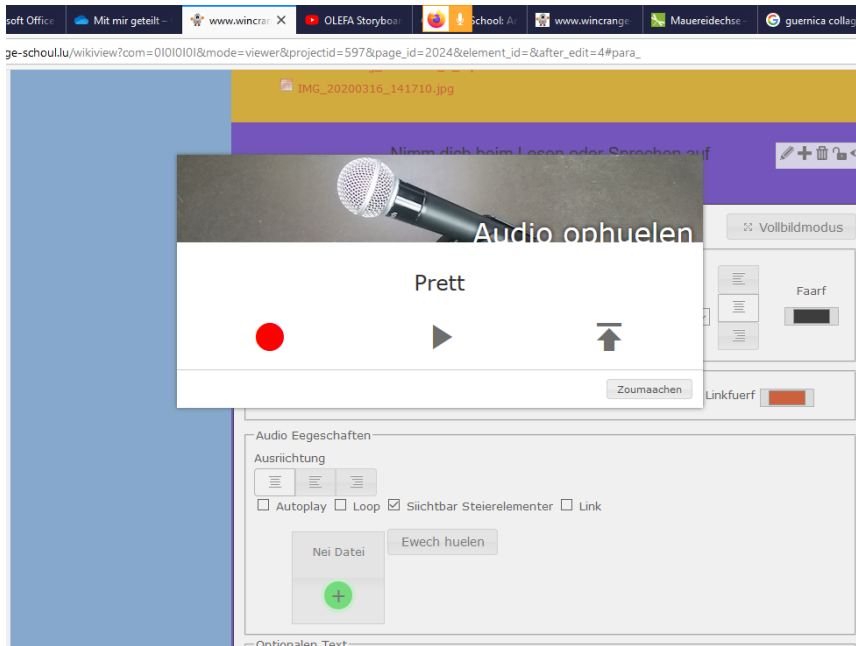 soft Office
Mit mir geteilt –
www.wincran
OLEFA Storyboar
School: Ar
www.wincrange
Mauereidechse –
guernica collag
ge-schoul.lu/wikiview?com=0I0I0I0I&mode=viewer&projectid=597&page_id=2024&element_id=&after_edit=4#para_
IMG_20200316_141710.jpg
Nimm dich beim Lesen oder Sprechen auf
Audio ophuelen
Vollbildmodus
Prett
Faarf
Zoumaachen
Linkfuerf
Audio Eegeschaften
Ausriichtung
Autoplay Loop Siichtbar Steierelementer Link
Nei Datei
Ewech huelen
Optionalen Text